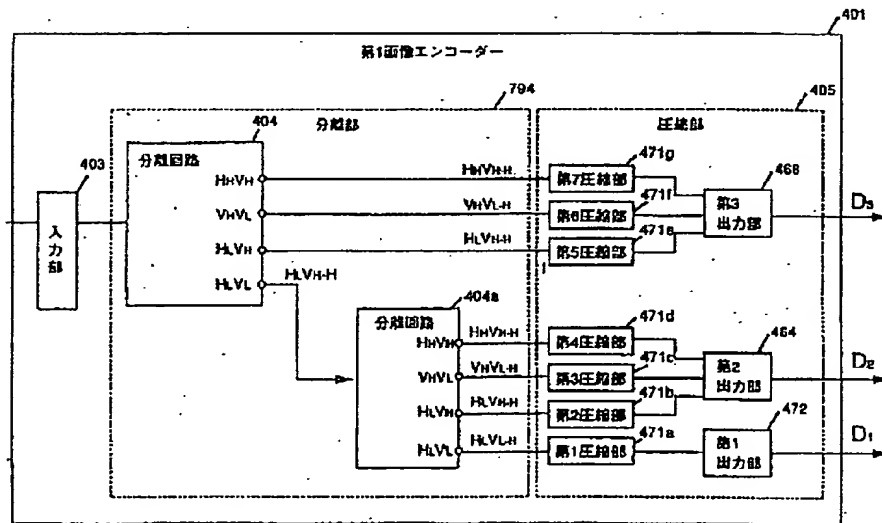 401
第1画像エンコーダー
794
405
分離部
圧縮部
404
分離回路
403
入力部
HHVH
VHVL
HLVH
HLVL
HHVH-H
VHVL-H
HLVH-H
HLVH-H
471g
第7圧縮部
471f
第6圧縮部
471e
第5圧縮部
468
第3
出力部
D3
404a
分離回路
HHVH
VHVL
HLVH
HLVL
HHVH-H
VHVL-H
HLVH-H
HLVL-H
471d
第4圧縮部
471c
第3圧縮部
471b
第2圧縮部
471a
第1圧縮部
464
第2
出力部
D2
472
第1
出力部
D1